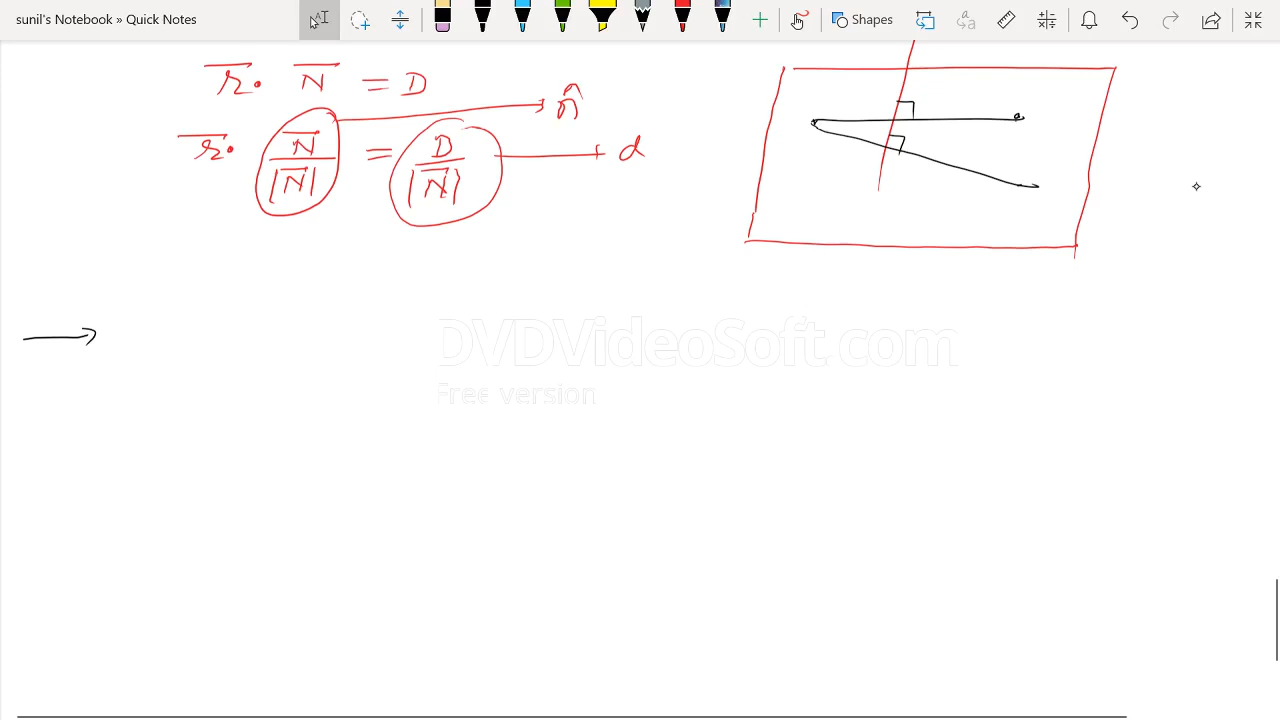 sunil's Notebook » Quick Notes
Shapes
r⃗ · N⃗ = D
n̂
r⃗ · N⃗/|N⃗| = D/|N⃗| → d
DVDVideoSoft.com
Free version